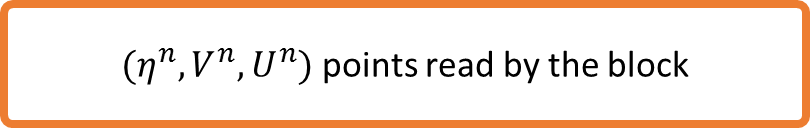 (𝜂ⁿ, 𝑉ⁿ, 𝑈ⁿ) points read by the block